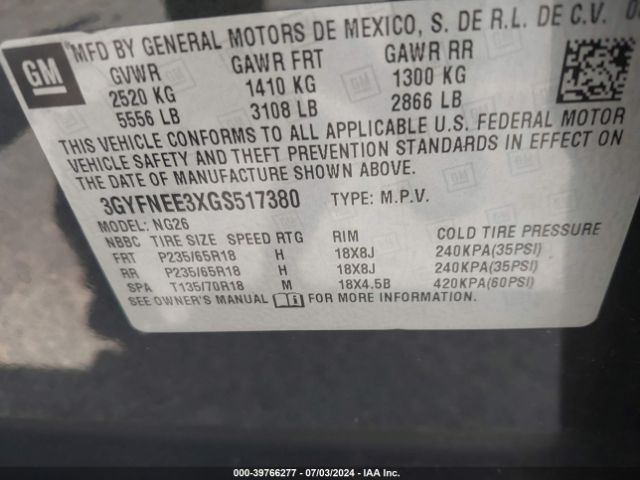 GM
MFD BY GENERAL MOTORS DE MEXICO, S. DE R.L. DE C.V. 0
GVWR GAWR FRT GAWR RR
2520 KG 1410 KG 1300 KG
5556 LB 3108 LB 2866 LB
THIS VEHICLE CONFORMS TO ALL APPLICABLE U.S. FEDERAL MOTOR
VEHICLE SAFETY AND THEFT PREVENTION STANDARDS IN EFFECT ON
THE DATE OF MANUFACTURE SHOWN ABOVE.
3GYFNEE3XGS517380 TYPE: M.P.V.
MODEL: NG26
NBBC TIRE SIZE SPEED RTG RIM COLD TIRE PRESSURE
FRT P235/65R18 H 18X8J 240KPA(35PSI)
RR P235/65R18 H 18X8J 240KPA(35PSI)
SPA T135/70R18 M 18X4.5B 420KPA(60PSI)
SEE OWNER'S MANUAL FOR MORE INFORMATION.
000-39766277 - 07/03/2024 - IAAI.COM